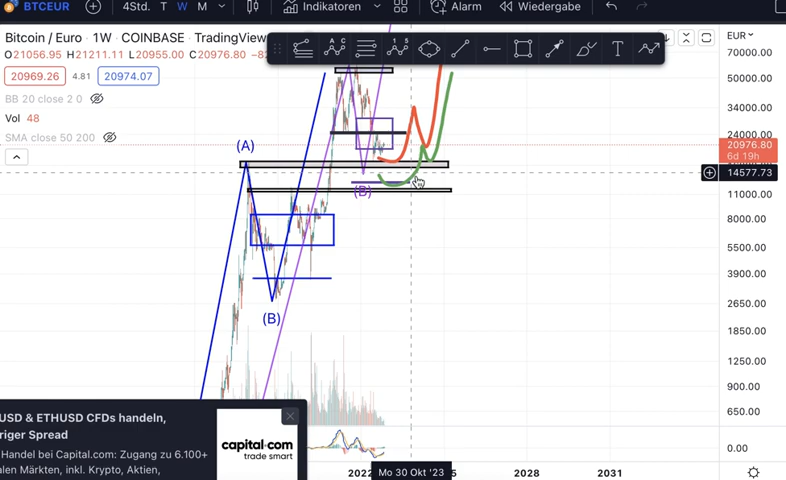 BTCEUR 4Std. T W M Indikatoren Alarm Wiedergabe
Bitcoin / Euro · 1W · COINBASE · TradingView
O21056.95 H21211.11 L20955.00 C20976.80
20969.26 4.81 20974.07
BB 20 close 2 0
Vol 48
SMA close 50 200
EUR
70000.00
50000.00
34000.00
24000.00
20976.80
6d 19h
14577.73
11000.00
8000.00
5500.00
3900.00
2650.00
1850.00
1250.00
900.00
650.00
0.00
(A)
(B)
(B)
USD & ETHUSD CFDs handeln,
riger Spread
Handel bei Capital.com: Zugang zu 6.100+
alen Märkten, inkl. Krypto, Aktien,
capital.com
trade smart
2022 Mo 30 Okt '23 2028 2031